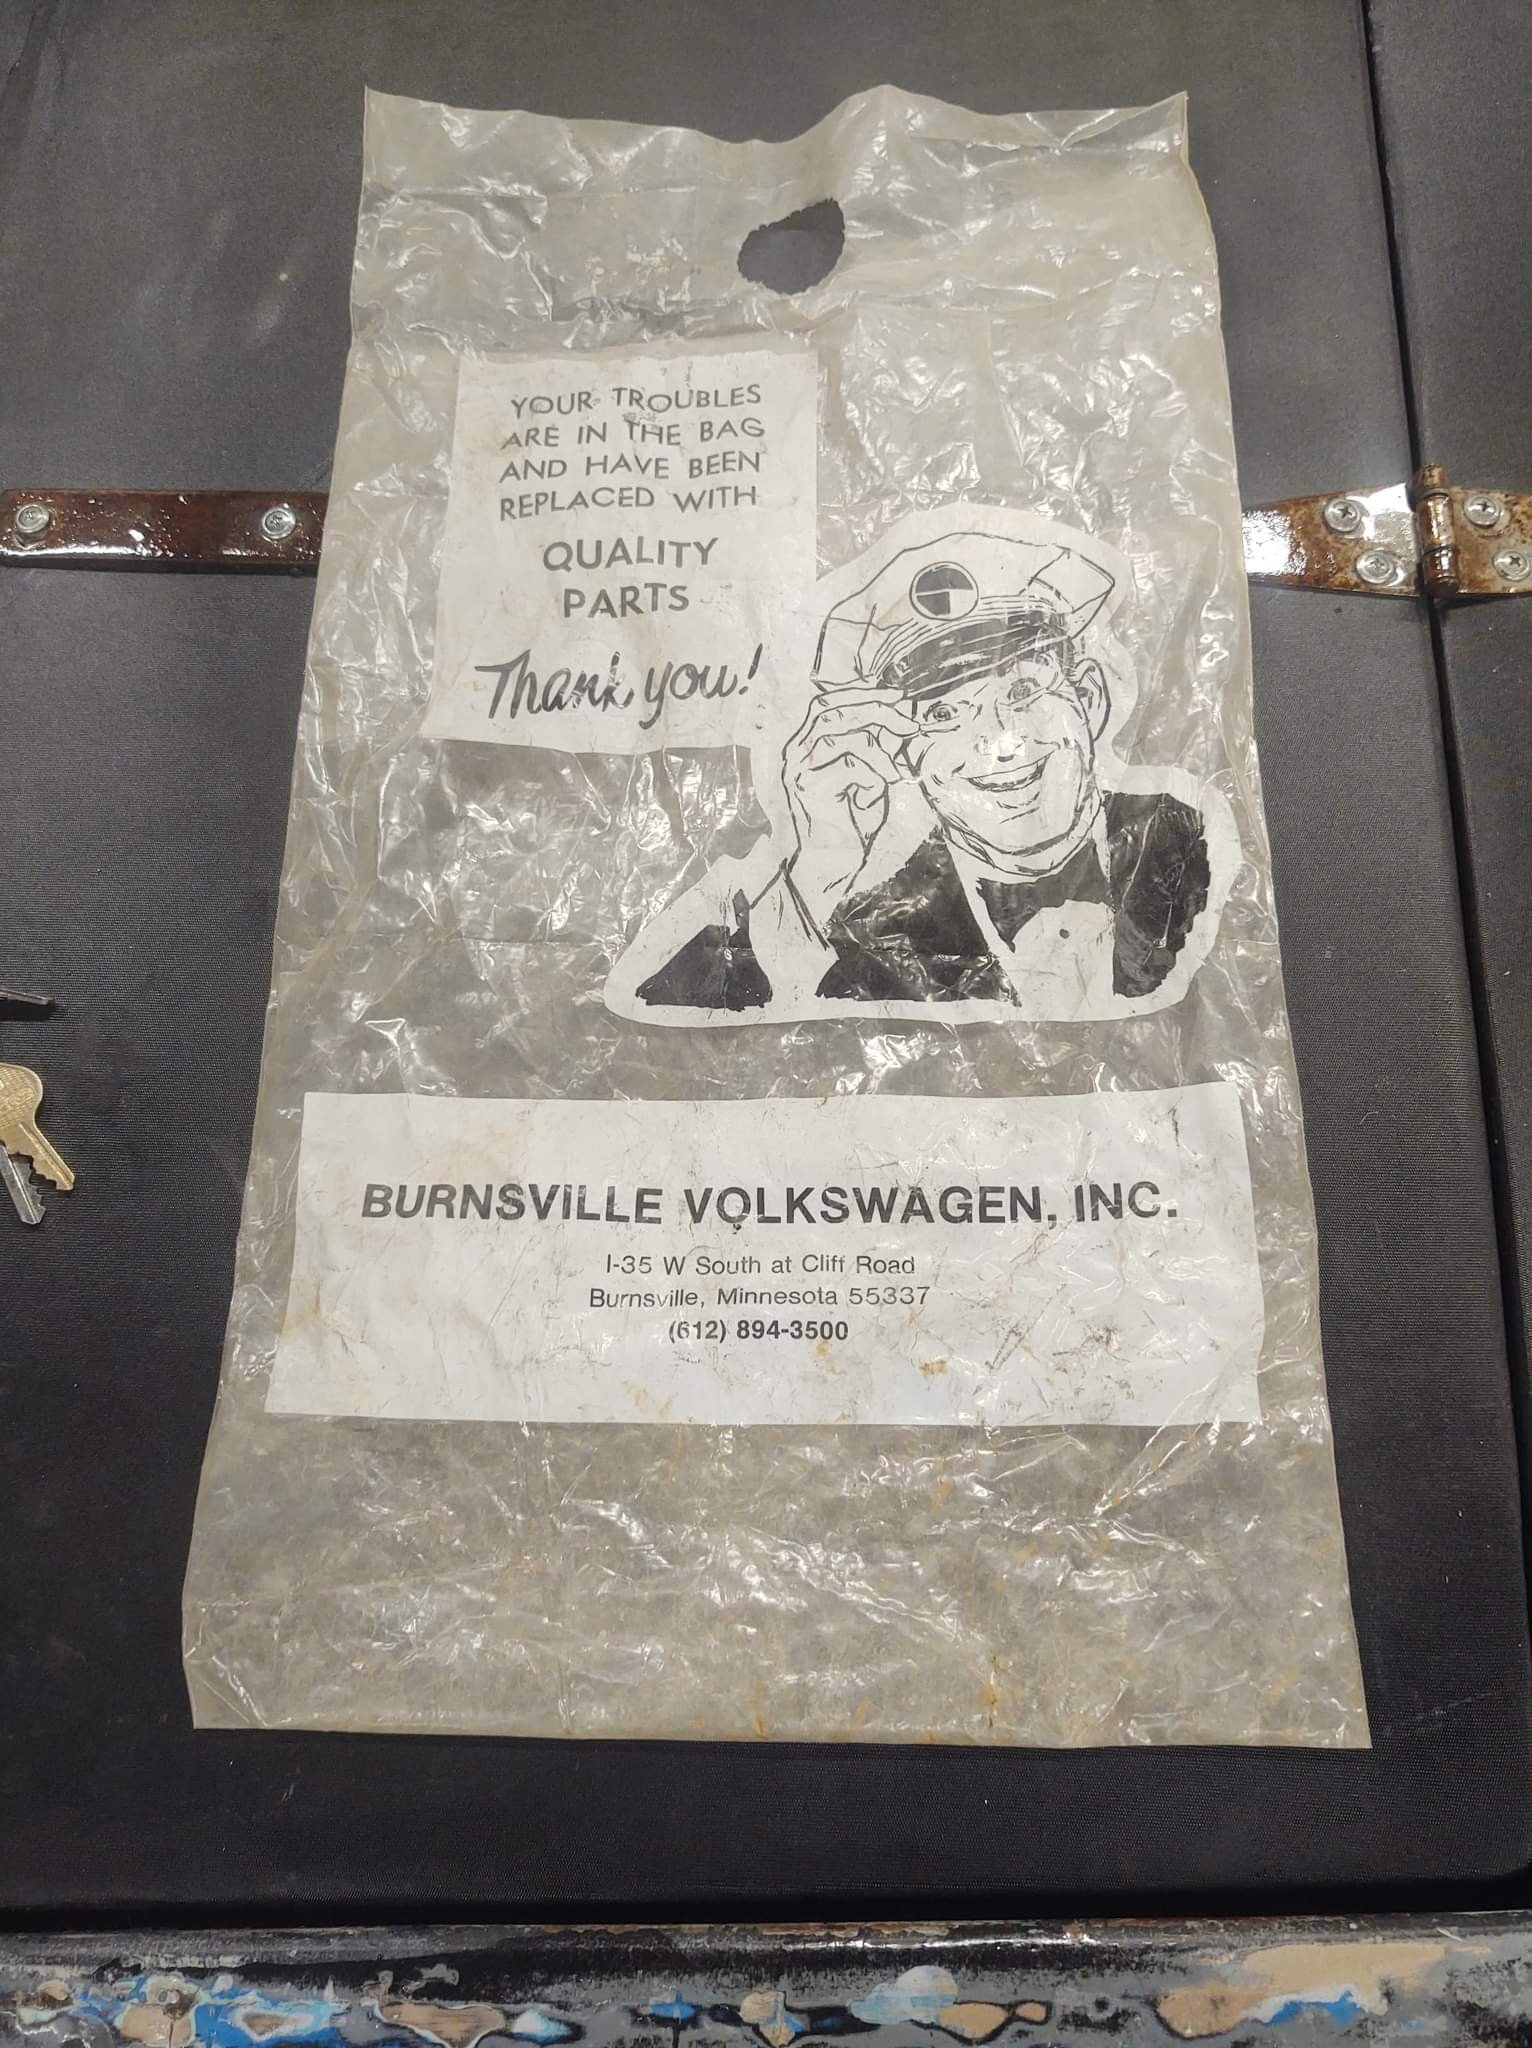 YOUR TROUBLES
ARE IN THE BAG
AND HAVE BEEN
REPLACED WITH
QUALITY
PARTS
Thank you!
BURNSVILLE VOLKSWAGEN, INC.
I-35 W South at Cliff Road
Burnsville, Minnesota 55337
(612) 894-3500